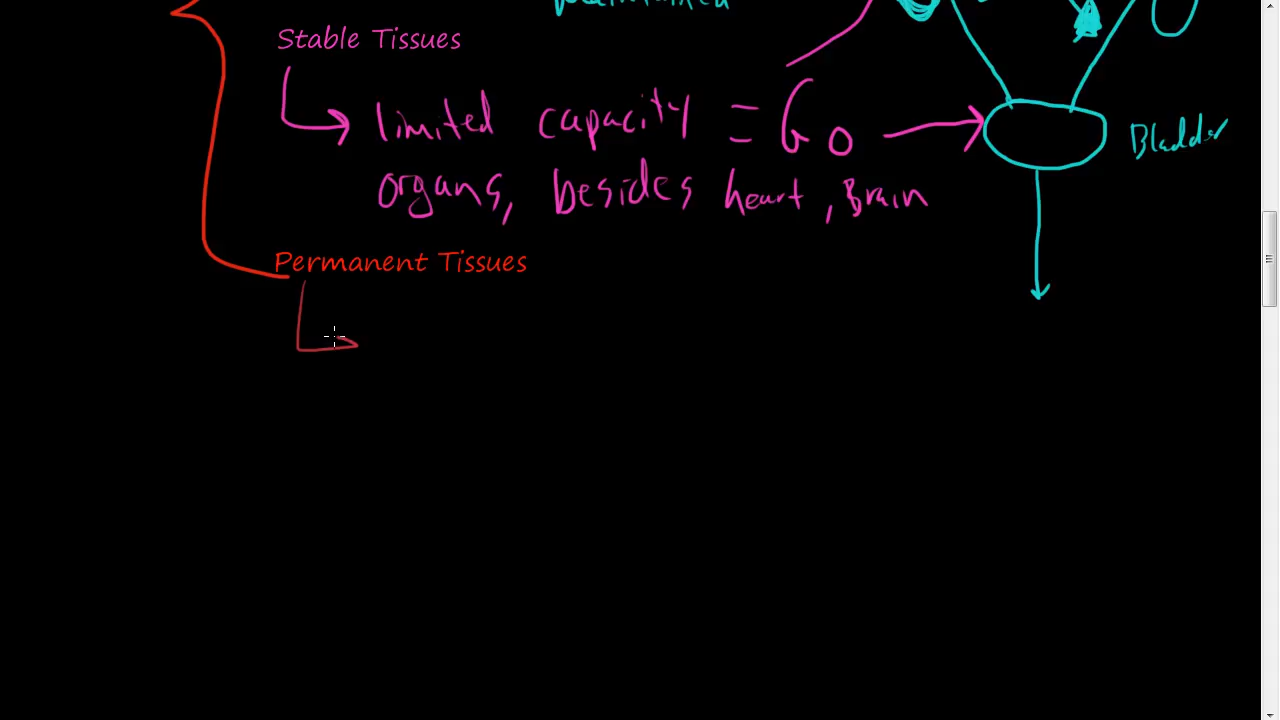 Stable Tissues
limited capacity = G0
organs, besides heart, Brain
Bladder
Permanent Tissues